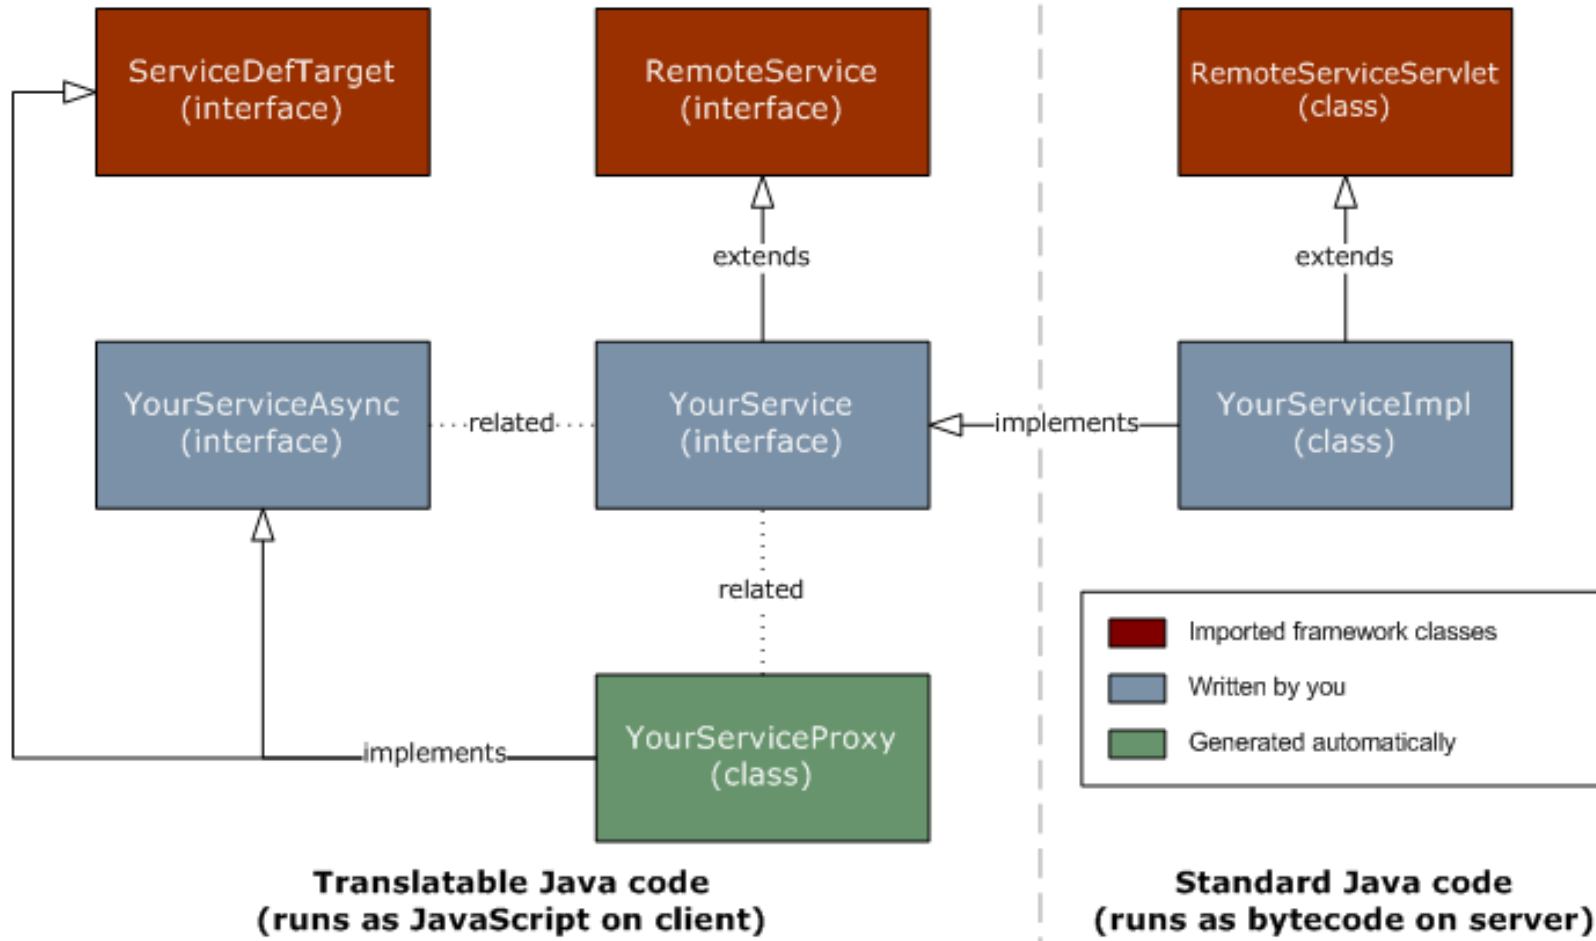 ServiceDefTarget
(interface)
RemoteService
(interface)
RemoteServiceServlet
(class)
extends
extends
YourServiceAsync
(interface)
related
YourService
(interface)
implements
YourServiceImpl
(class)
related
implements
YourServiceProxy
(class)
Imported framework classes
Written by you
Generated automatically
Translatable Java code
(runs as JavaScript on client)
Standard Java code
(runs as bytecode on server)